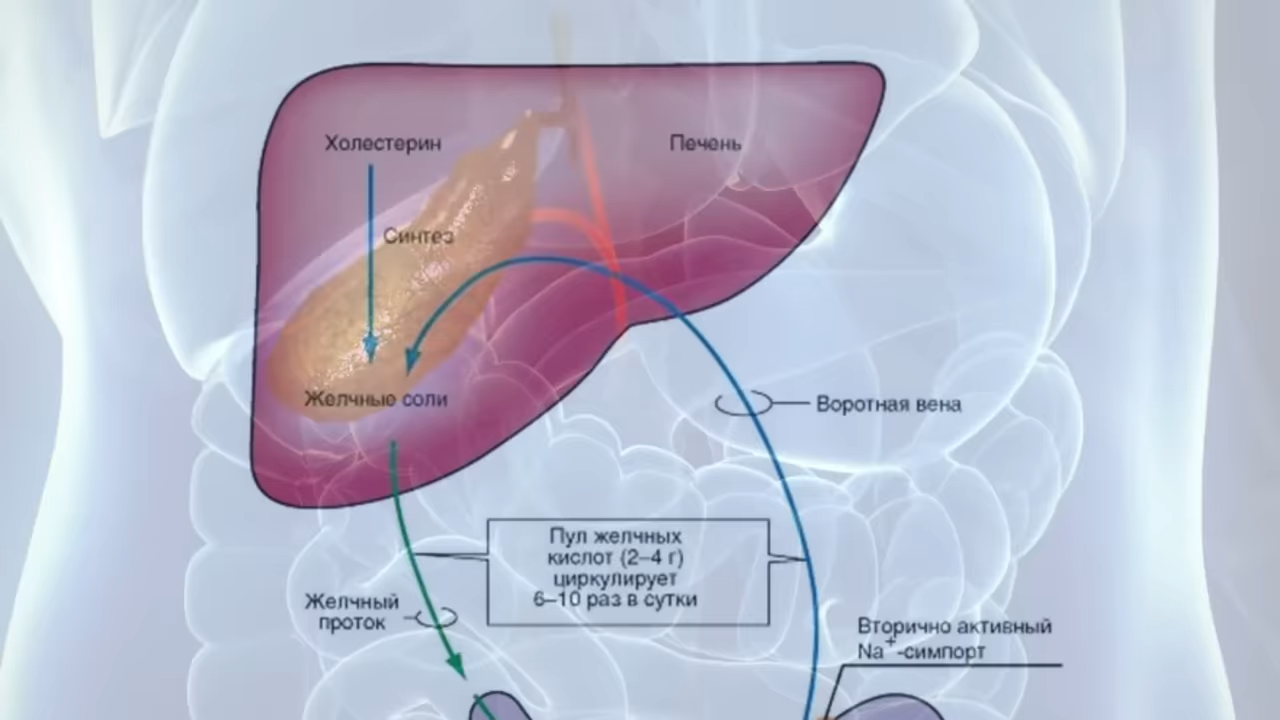 Холестерин
Печень
Синтез
Желчные соли
Воротная вена
Пул желчных
кислот (2–4 г)
циркулирует
6–10 раз в сутки
Желчный
проток
Вторично активный
Na+-симпорт